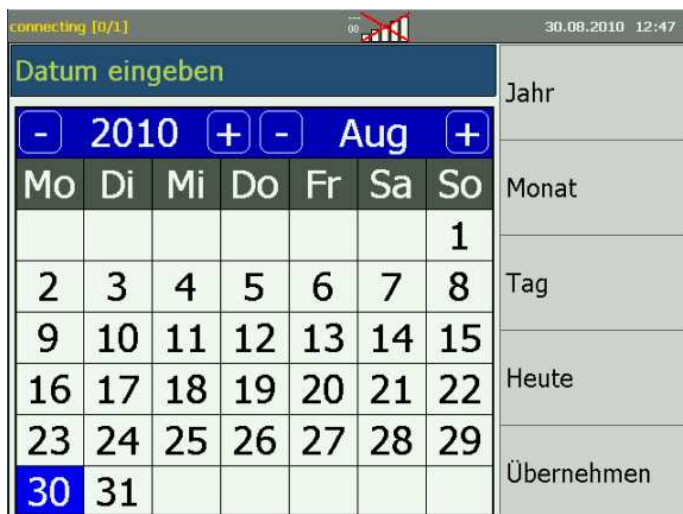 connecting [0/1] 00 30.08.2010 12:47
Datum eingeben
- 2010 + - Aug +
Mo Di Mi Do Fr Sa So
1
2 3 4 5 6 7 8
9 10 11 12 13 14 15
16 17 18 19 20 21 22
23 24 25 26 27 28 29
30 31
Jahr
Monat
Tag
Heute
Übernehmen